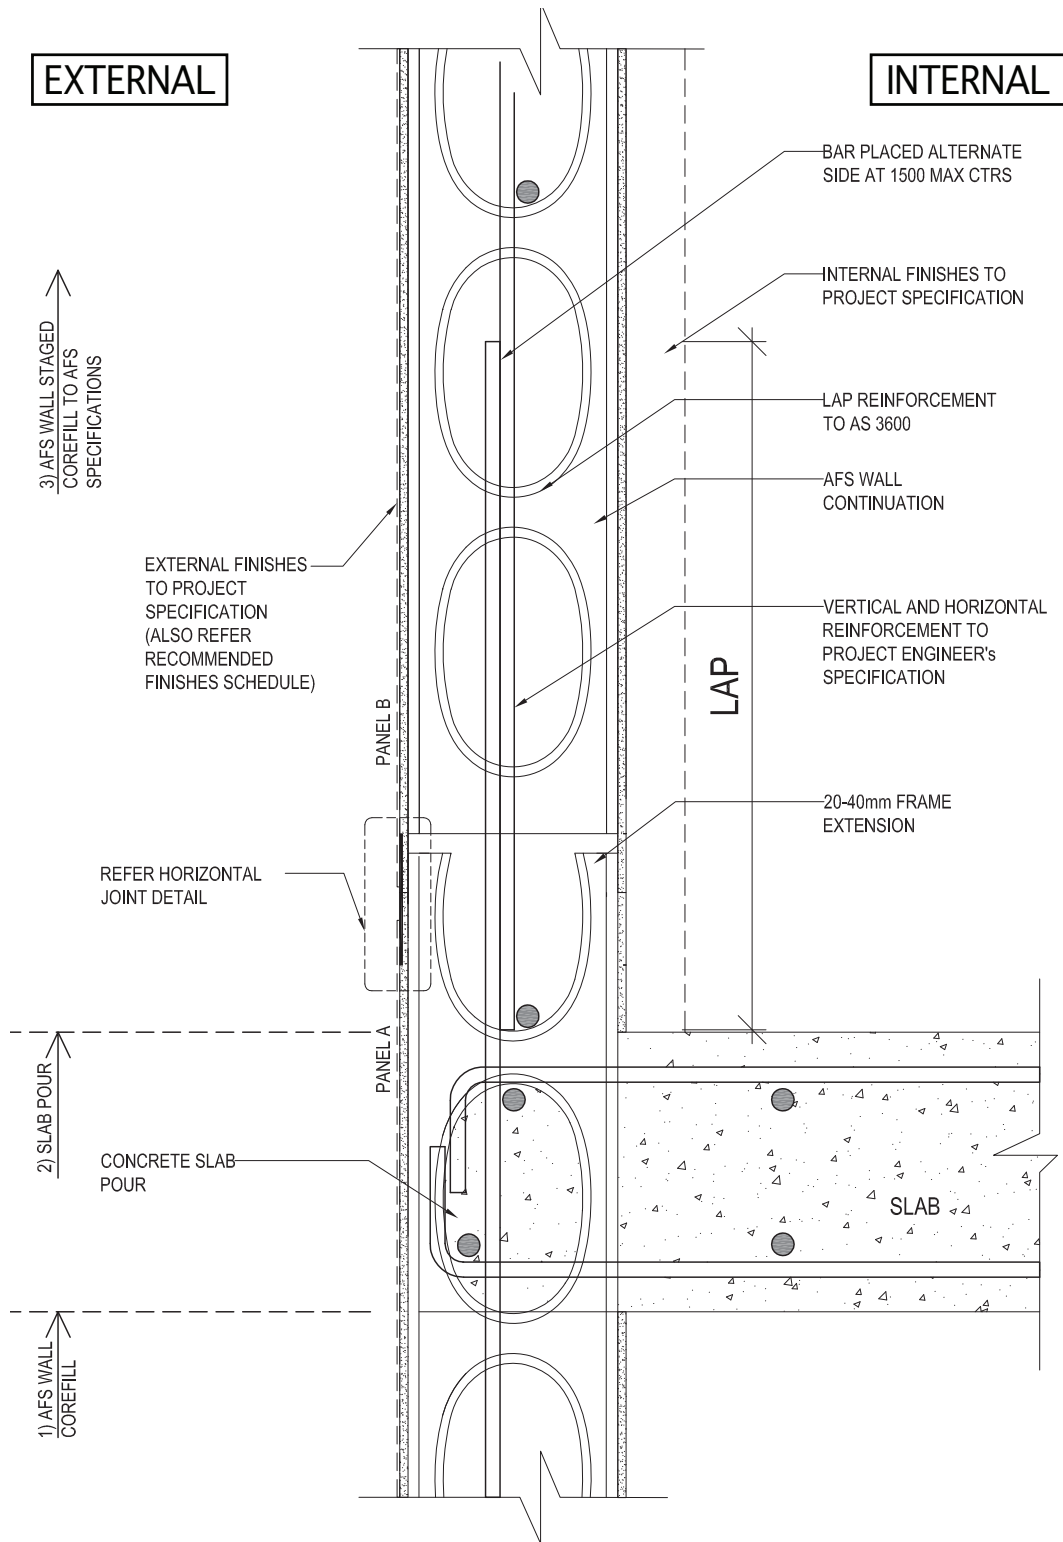 EXTERNAL
INTERNAL
BAR PLACED ALTERNATE
SIDE AT 1500 MAX CTRS
INTERNAL FINISHES TO
PROJECT SPECIFICATION
3) AFS WALL STAGED
COREFILL TO AFS
SPECIFICATIONS
LAP REINFORCEMENT
TO AS 3600
AFS WALL
CONTINUATION
EXTERNAL FINISHES
TO PROJECT
SPECIFICATION
(ALSO REFER
RECOMMENDED
FINISHES SCHEDULE)
VERTICAL AND HORIZONTAL
REINFORCEMENT TO
PROJECT ENGINEER's
SPECIFICATION
LAP
PANEL B
20-40mm FRAME
EXTENSION
REFER HORIZONTAL
JOINT DETAIL
PANEL A
2) SLAB POUR
CONCRETE SLAB
POUR
SLAB
1) AFS WALL
COREFILL